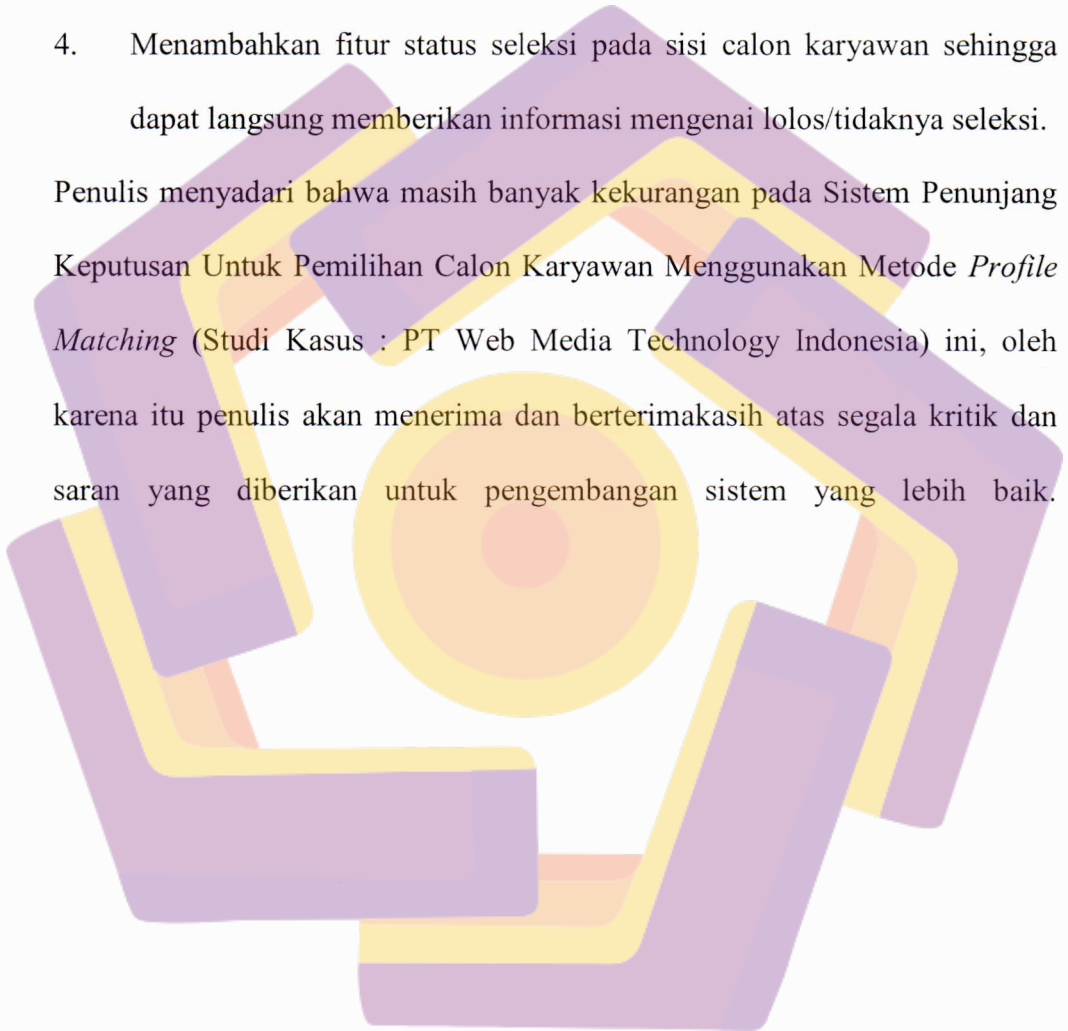 4. Menambahkan fitur status seleksi pada sisi calon karyawan sehingga
dapat langsung memberikan informasi mengenai lolos/tidaknya seleksi.
Penulis menyadari bahwa masih banyak kekurangan pada Sistem Penunjang
Keputusan Untuk Pemilihan Calon Karyawan Menggunakan Metode Profile
Matching (Studi Kasus : PT Web Media Technology Indonesia) ini, oleh
karena itu penulis akan menerima dan berterimakasih atas segala kritik dan
saran yang diberikan untuk pengembangan sistem yang lebih baik.